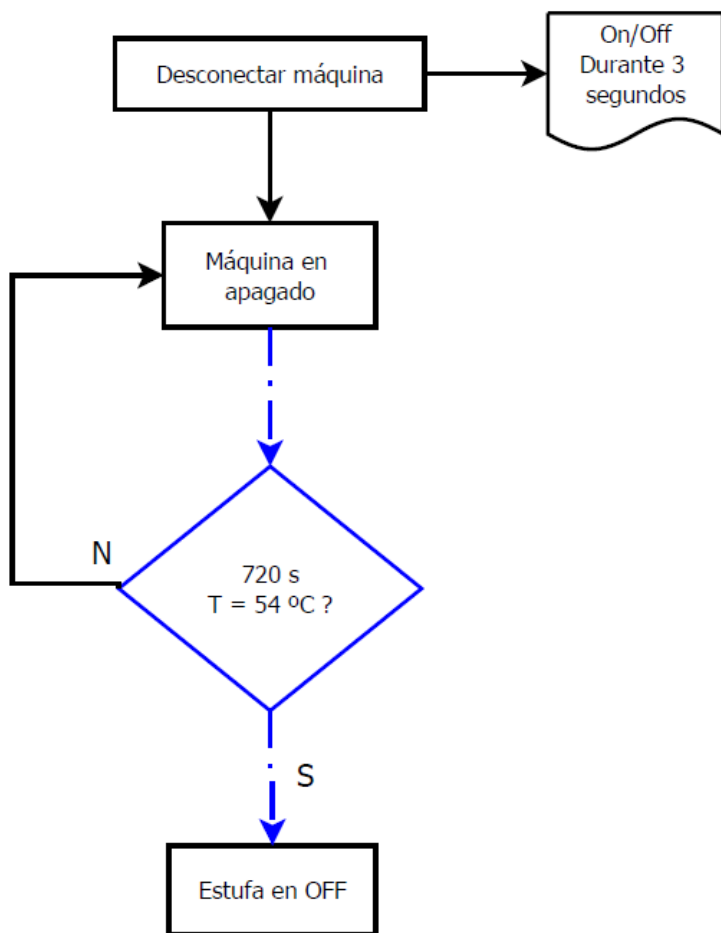 Desconectar máquina
On/Off
Durante 3
segundos
Máquina en
apagado
N
720 s
T = 54 ºC ?
S
Estufa en OFF